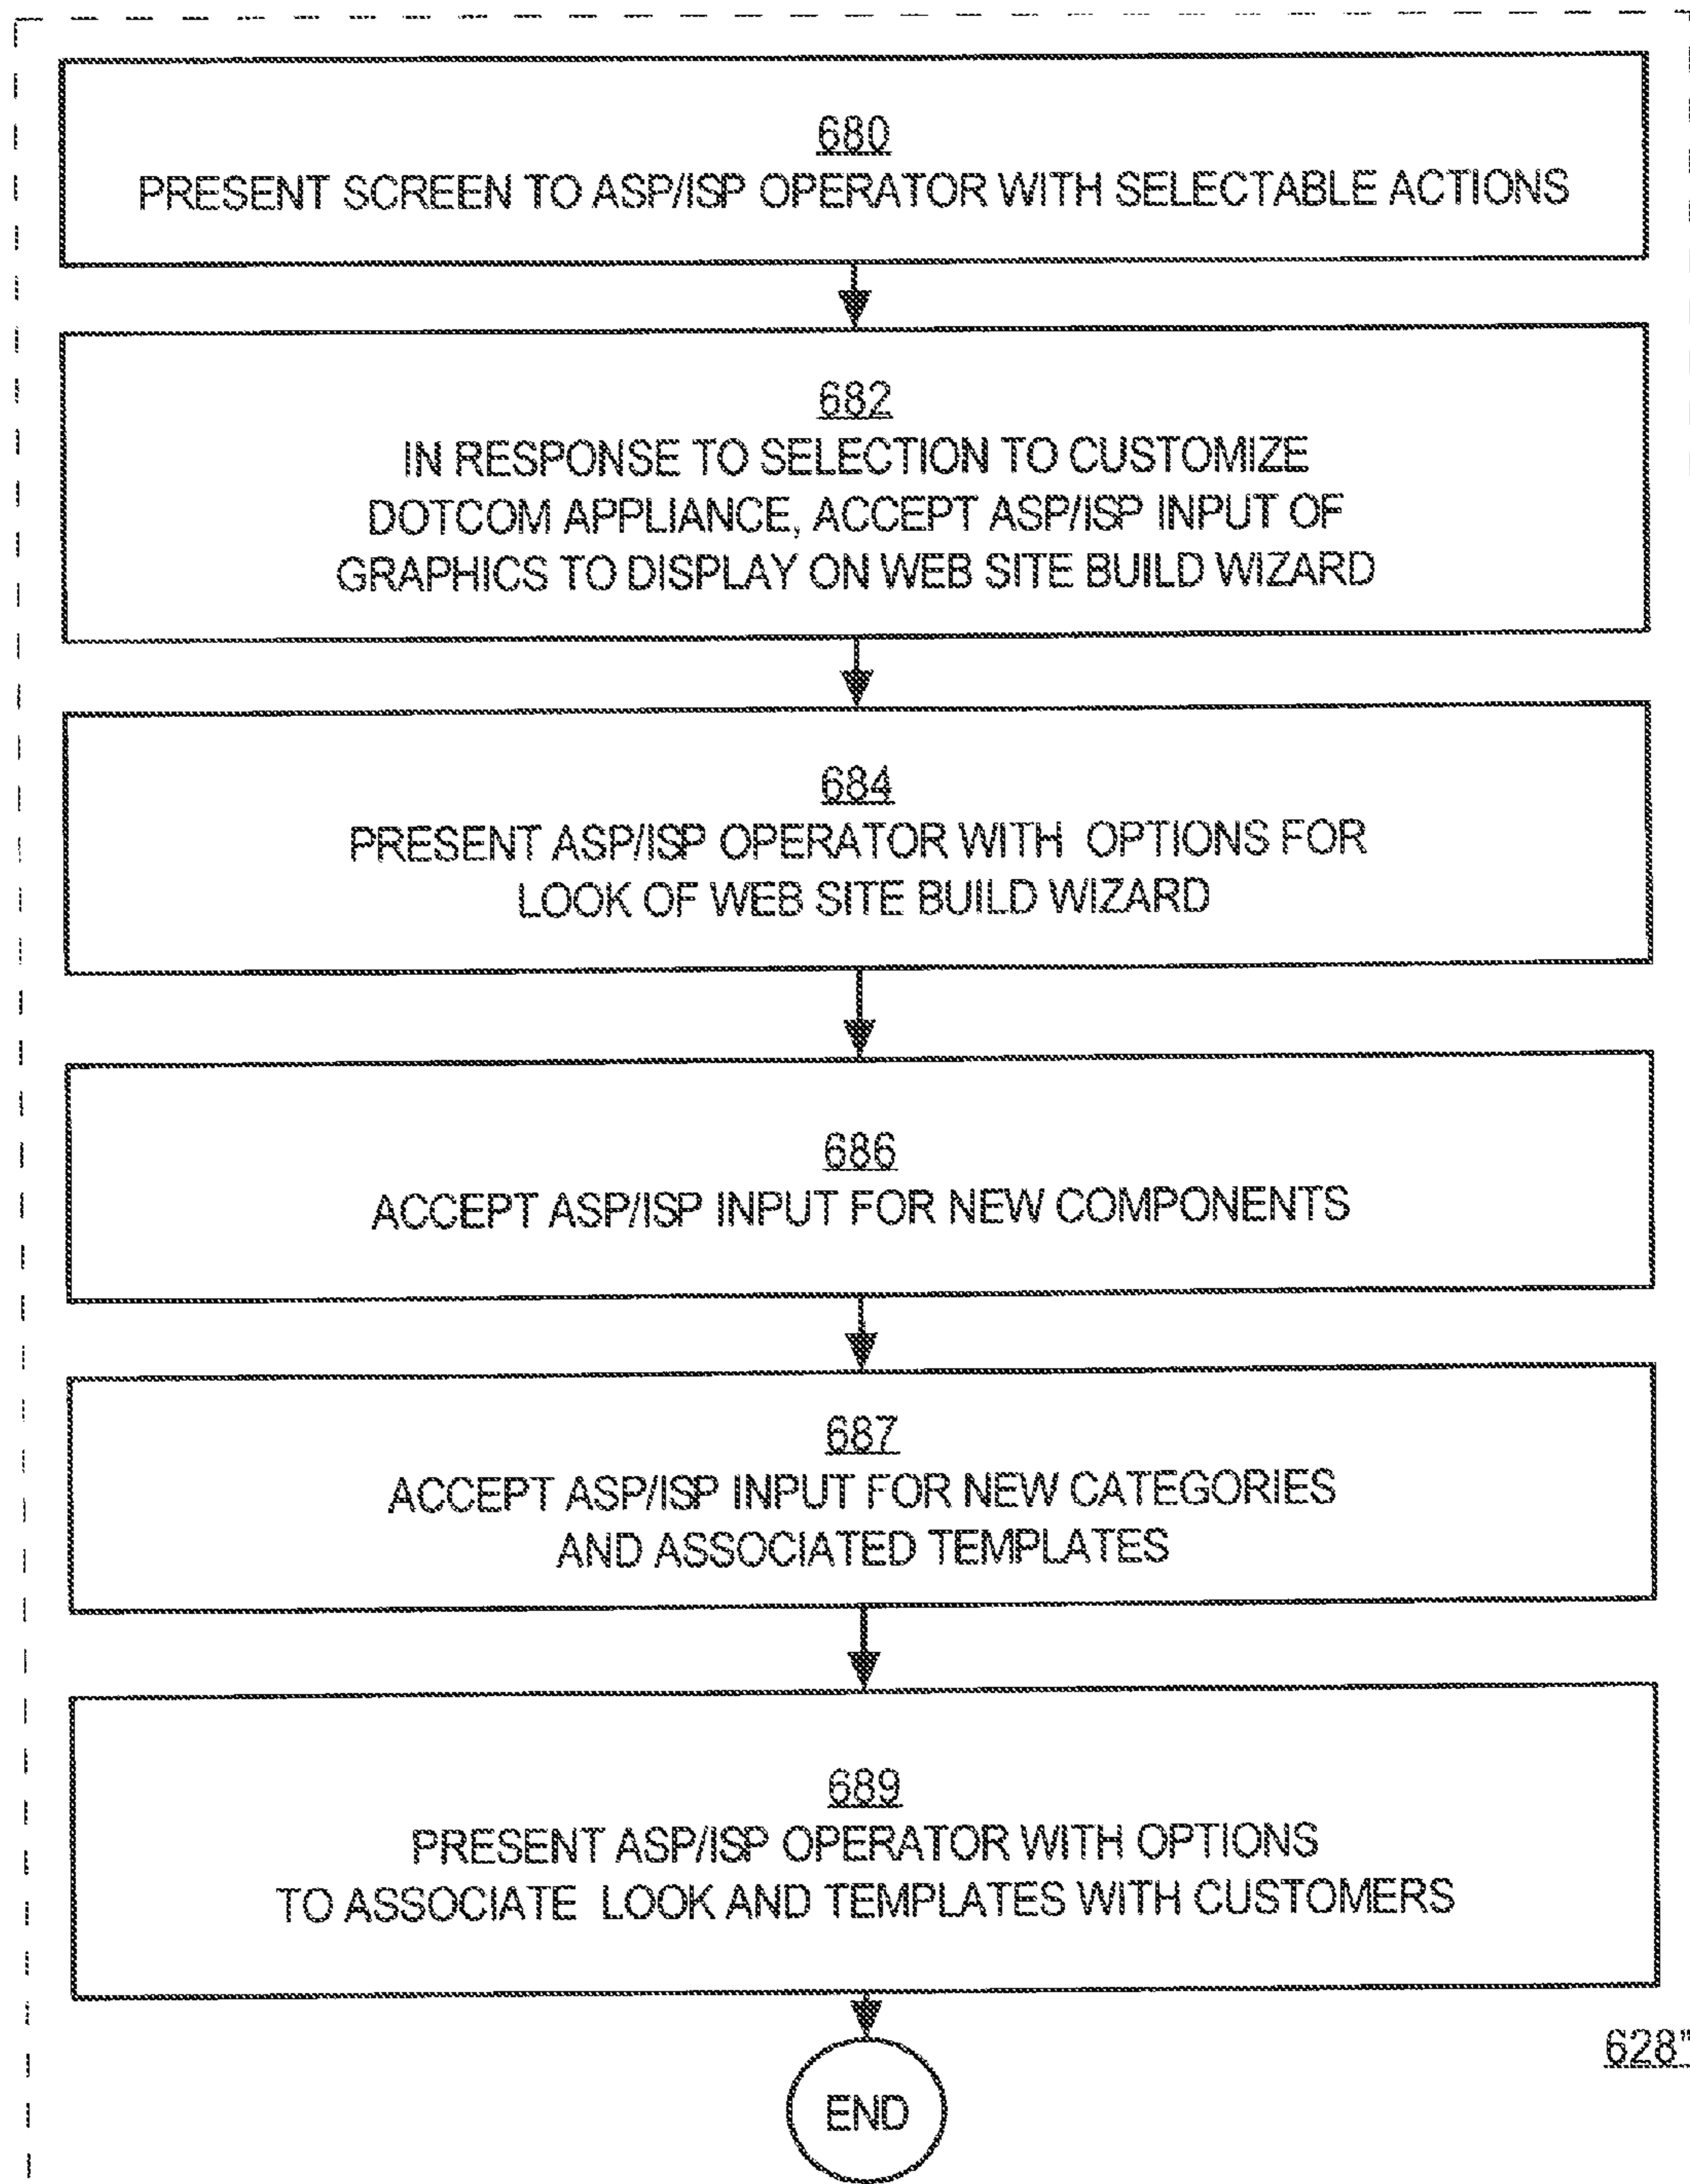 680
PRESENT SCREEN TO ASP/ISP OPERATOR WITH SELECTABLE ACTIONS
682
IN RESPONSE TO SELECTION TO CUSTOMIZE
DOTCOM APPLIANCE, ACCEPT ASP/ISP INPUT OF
GRAPHICS TO DISPLAY ON WEB SITE BUILD WIZARD
684
PRESENT ASP/ISP OPERATOR WITH OPTIONS FOR
LOOK OF WEB SITE BUILD WIZARD
686
ACCEPT ASP/ISP INPUT FOR NEW COMPONENTS
687
ACCEPT ASP/ISP INPUT FOR NEW CATEGORIES
AND ASSOCIATED TEMPLATES
689
PRESENT ASP/ISP OPERATOR WITH OPTIONS
TO ASSOCIATE LOOK AND TEMPLATES WITH CUSTOMERS
628"
END